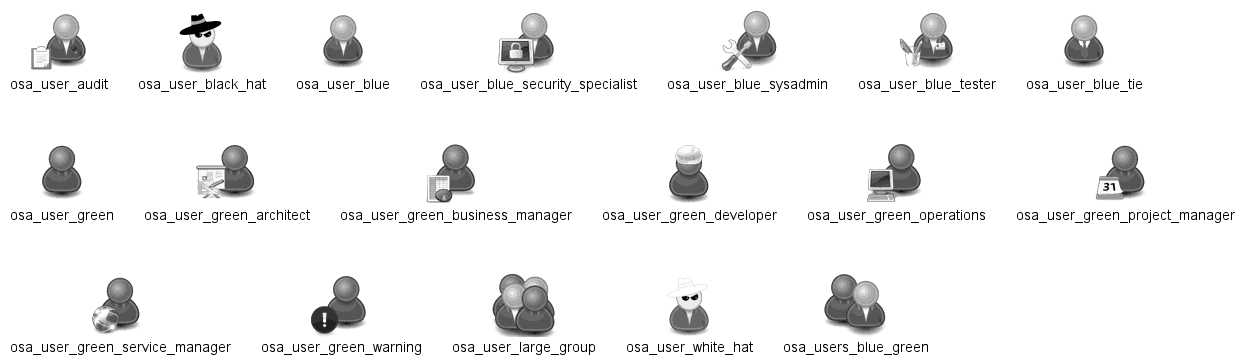 osa_user_audit osa_user_black_hat osa_user_blue osa_user_blue_security_specialist osa_user_blue_sysadmin osa_user_blue_tester osa_user_blue_tie
31
osa_user_green osa_user_green_architect osa_user_green_business_manager osa_user_green_developer osa_user_green_operations osa_user_green_project_manager
!
osa_user_green_service_manager osa_user_green_warning osa_user_large_group osa_user_white_hat osa_users_blue_green